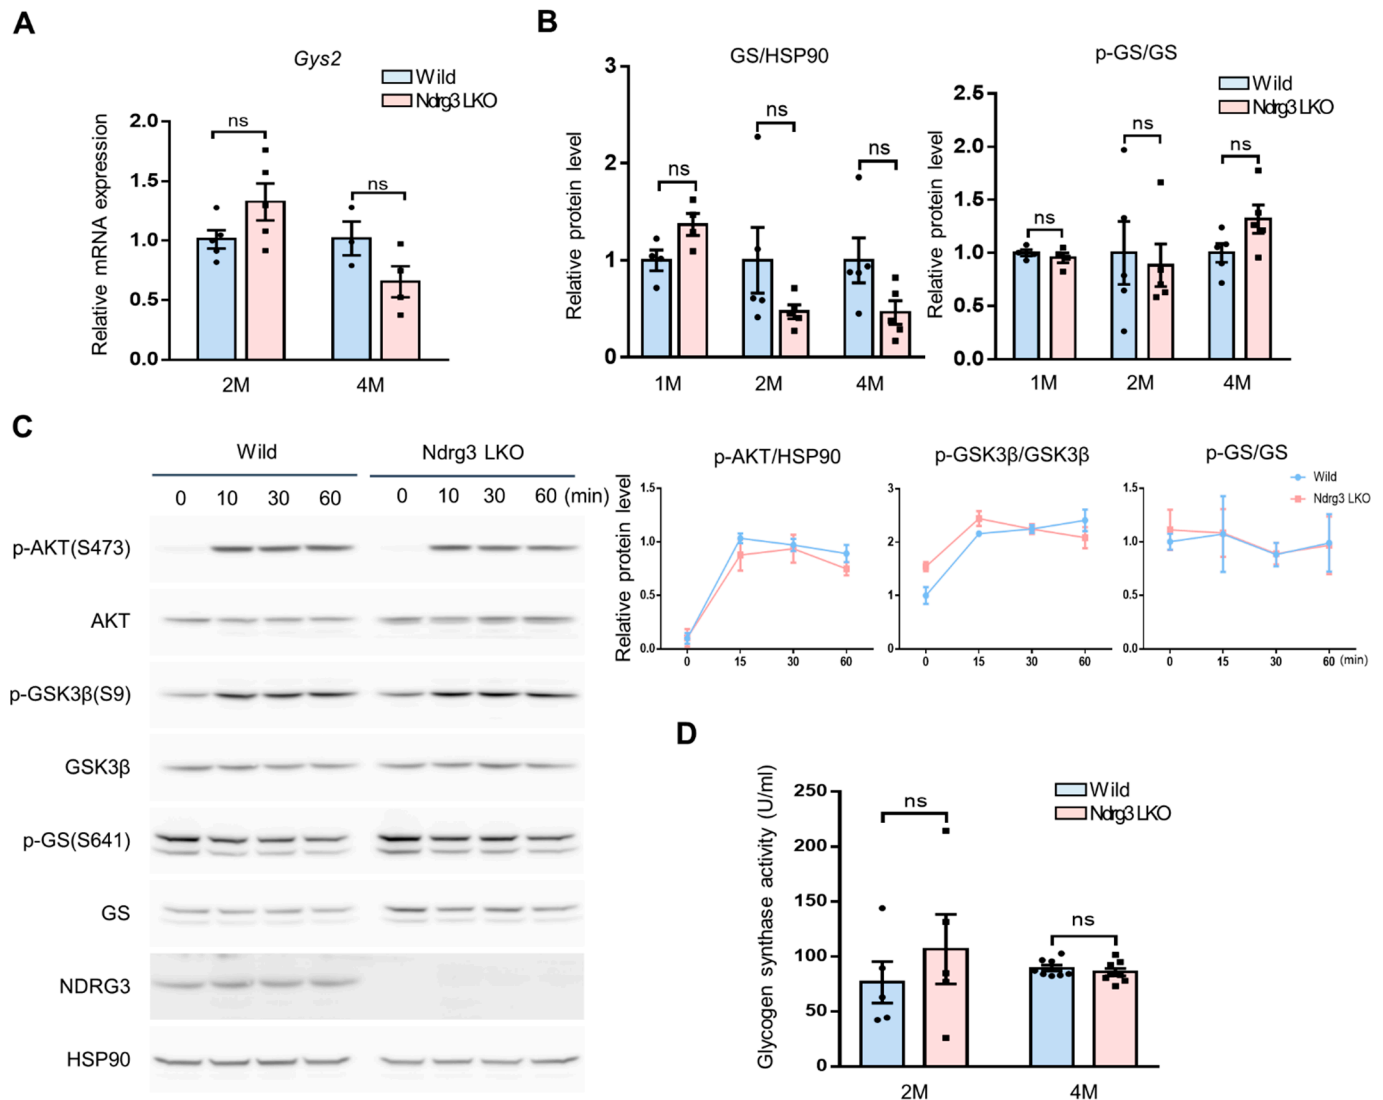 A
Gys2
Wild
Ndrg3 LKO
Relative mRNA expression
2.0
1.5
1.0
0.5
0.0
ns
ns
2M
4M
B
GS/HSP90
Relative protein level
3
2
1
0
ns
ns
ns
1M
2M
4M
p-GS/GS
Wild
Ndrg3 LKO
Relative protein level
2.5
2.0
1.5
1.0
0.5
0.0
ns
ns
ns
1M
2M
4M
C
Wild
Ndrg3 LKO
0 10 30 60 0 10 30 60 (min)
p-AKT(S473)
AKT
p-GSK3β(S9)
GSK3β
p-GS(S641)
GS
NDRG3
HSP90
p-AKT/HSP90
Relative protein level
1.5
1.0
0.5
0.0
0 15 30 60
p-GSK3β/GSK3β
3
2
1
0
0 15 30 60
p-GS/GS
Wild
Ndrg3 LKO
1.5
1.0
0.5
0.0
0 15 30 60 (min)
D
Wild
Ndrg3 LKO
Glycogen synthase activity (U/ml)
250
200
150
100
50
0
ns
ns
2M
4M